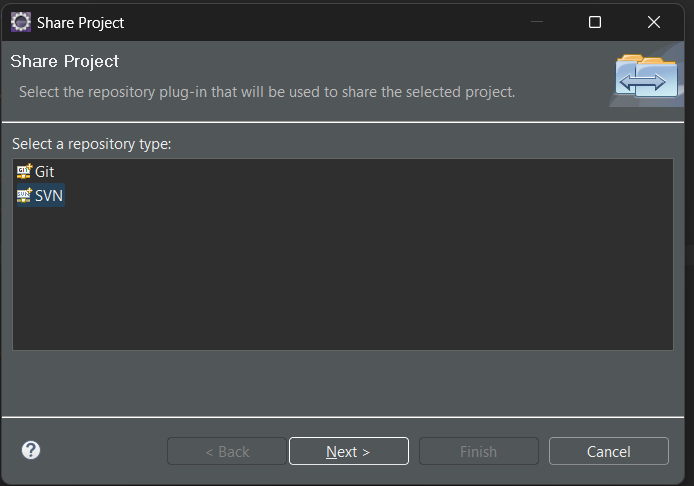 Share Project
Share Project
Select the repository plug-in that will be used to share the selected project.
Select a repository type:
Git
SVN
< Back
Next >
Finish
Cancel